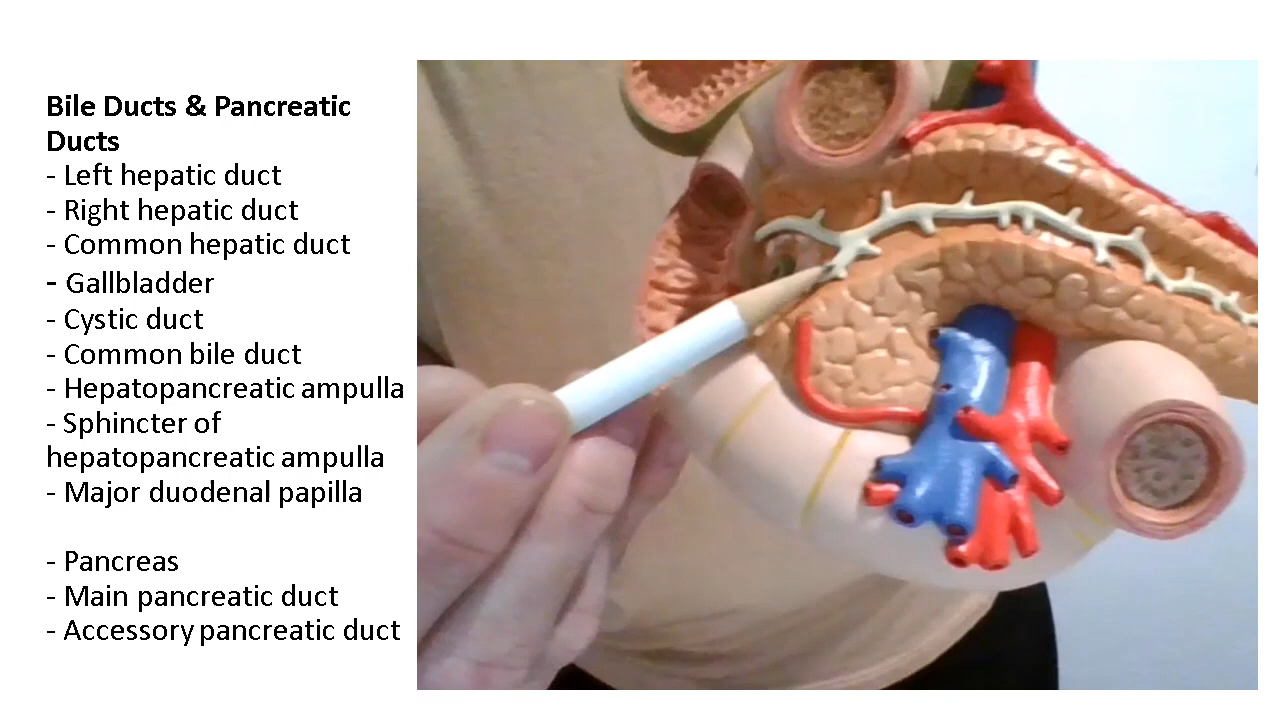 Bile Ducts & Pancreatic
Ducts
- Left hepatic duct
- Right hepatic duct
- Common hepatic duct
- Gallbladder
- Cystic duct
- Common bile duct
- Hepatopancreatic ampulla
- Sphincter of
hepatopancreatic ampulla
- Major duodenal papilla
- Pancreas
- Main pancreatic duct
- Accessory pancreatic duct